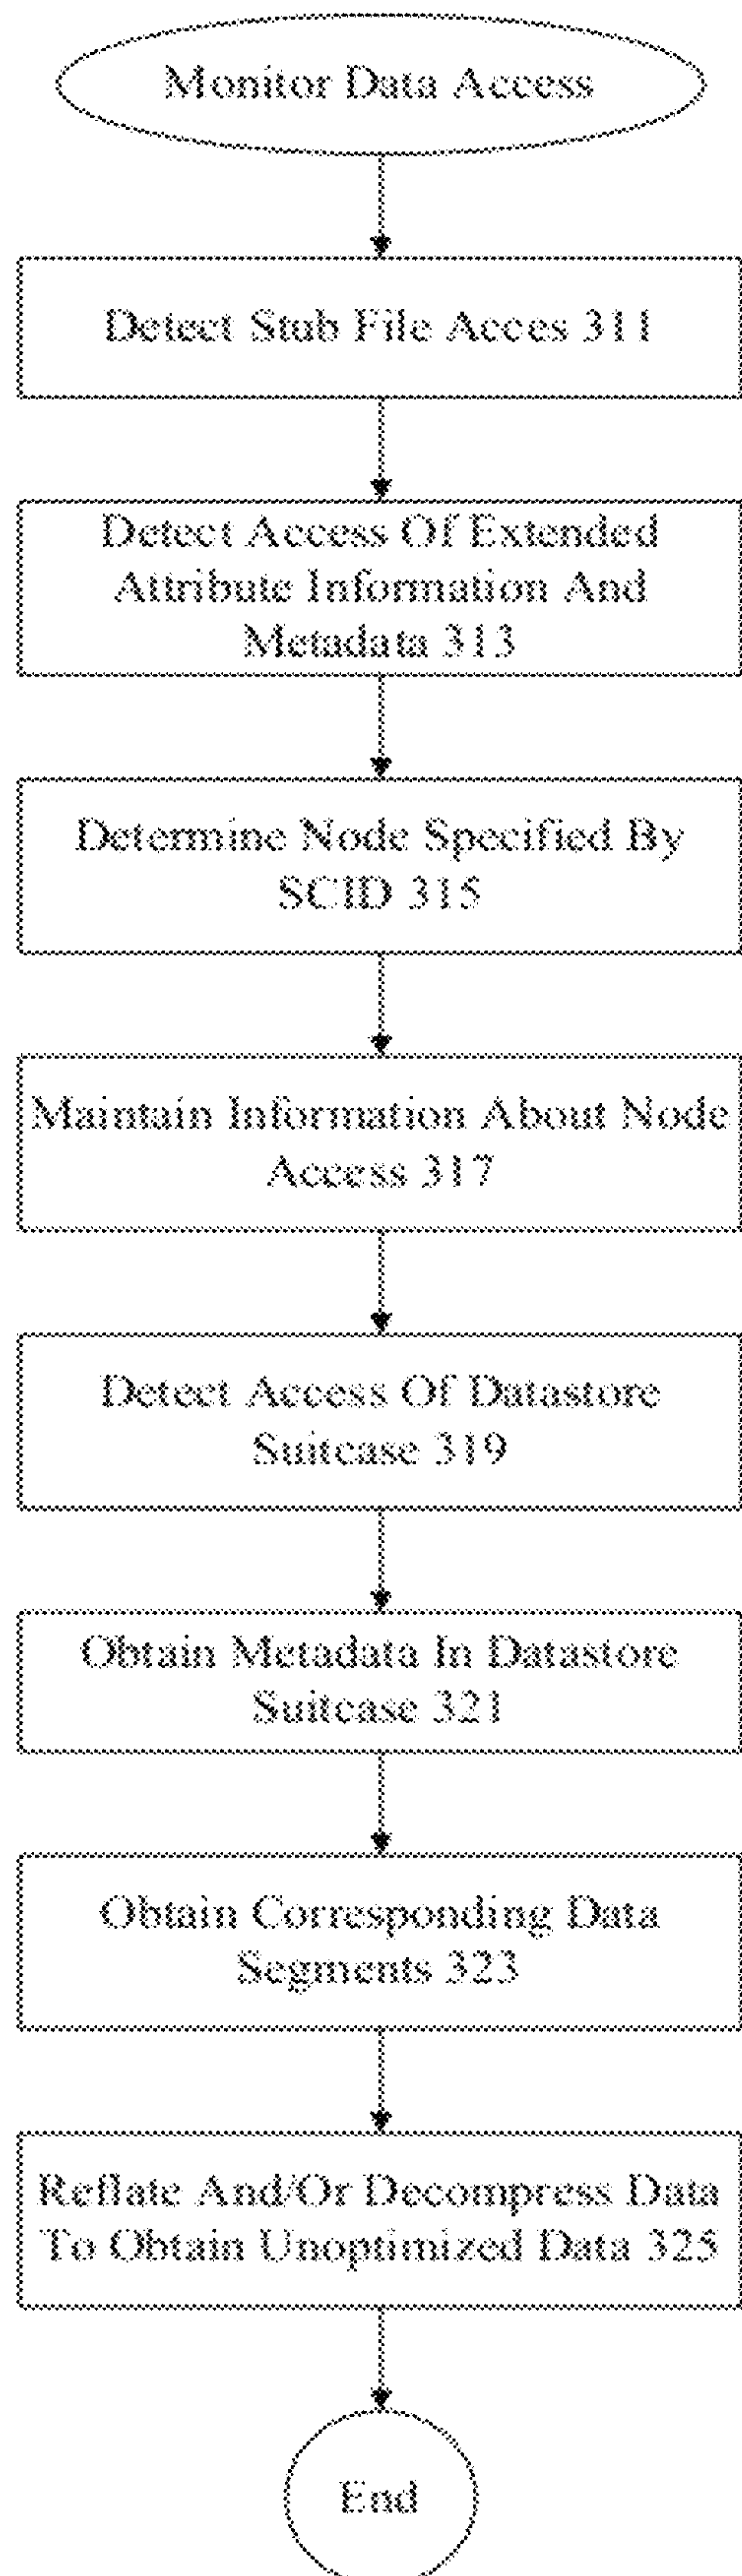 Monitor Data Access
Detect Stub File Acces 311
Detect Access Of Extended
Attribute Information And
Metadata 313
Determine Node Specified By
SCID 315
Maintain Information About Node
Access 317
Detect Access Of Datastore
Suitcase 319
Obtain Metadata In Datastore
Suitcase 321
Obtain Corresponding Data
Segments 323
Reflate And/Or Decompress Data
To Obtain Unoptimized Data 325
End